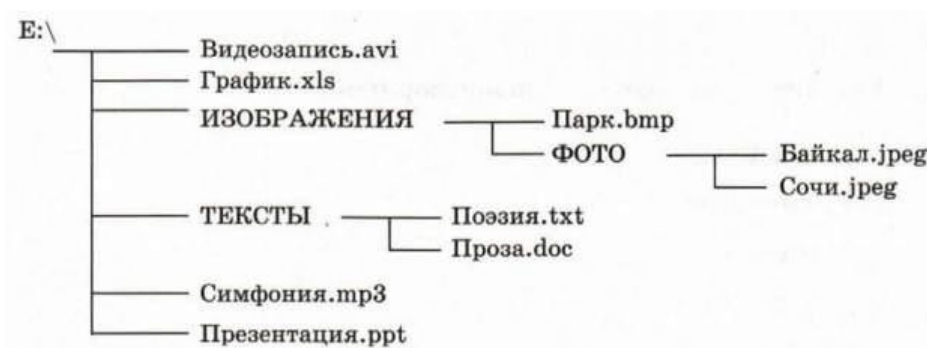 E:\
Видеозапись.avi
График.xls
ИЗОБРАЖЕНИЯ Парк.bmp
ФОТО Байкал.jpeg
Сочи.jpeg
ТЕКСТЫ Поэзия.txt
Проза.doc
Симфония.mp3
Презентация.ppt